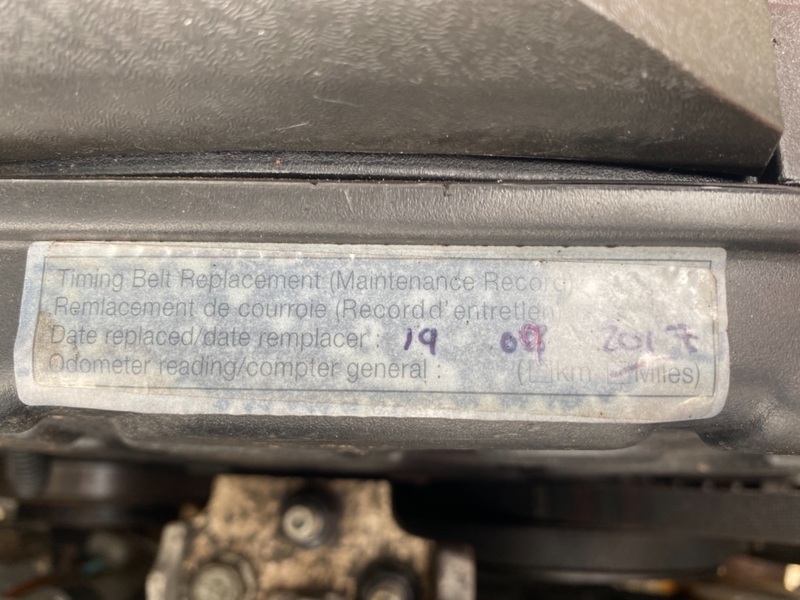 Timing Belt Replacement (Maintenance Record)
Remlacement de courroie (Record d'entretien
Date replaced/date remplacer : 19 09 2017
Odometer reading/compter general : (km Miles)